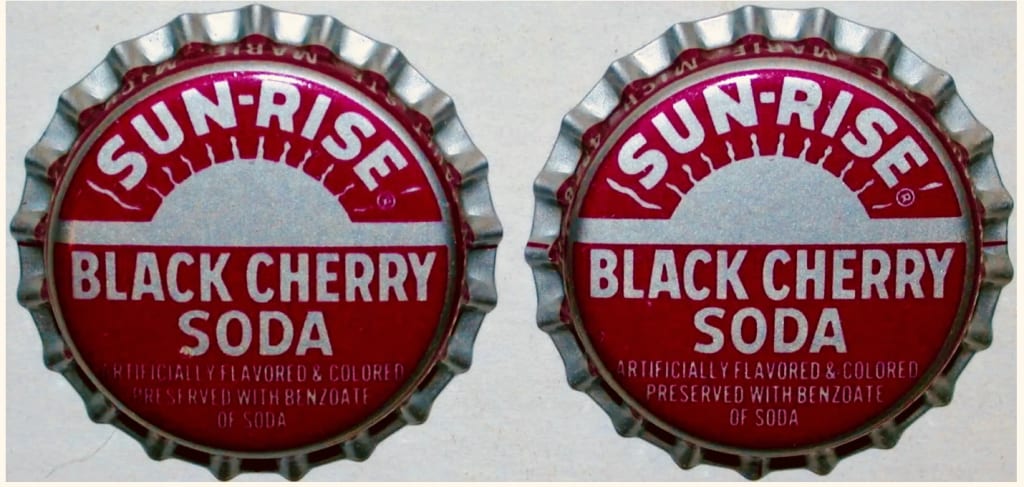 SUN-RISE
®
BLACK CHERRY
SODA
ARTIFICIALLY FLAVORED & COLORED
PRESERVED WITH BENZOATE
OF SODA
SUN-RISE
®
BLACK CHERRY
SODA
ARTIFICIALLY FLAVORED & COLORED
PRESERVED WITH BENZOATE
OF SODA